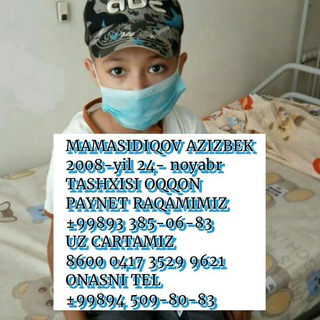 MAMASIDIQOV AZIZBEK
2008-yil 24- noyabr
TASHXISI OQQON
PAYNET RAQAMIMIZ
+99893 385-06-83
UZ CARTAMIZ
8600 0417 3529 9621
ONASNI TEL
+99894 509-80-83